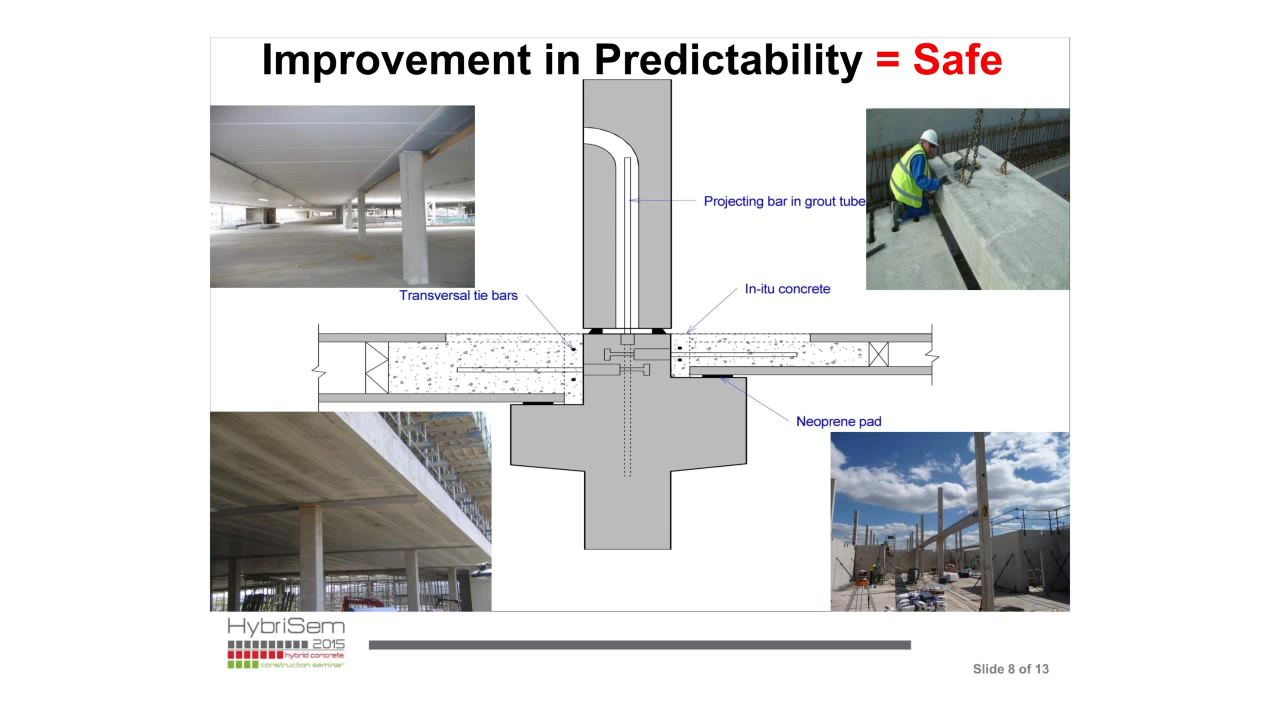 Improvement in Predictability = Safe
Projecting bar in grout tube
Transversal tie bars
In-itu concrete
Neoprene pad
HybriSem
2015
hybrid concrete
construction seminar
Slide 8 of 13